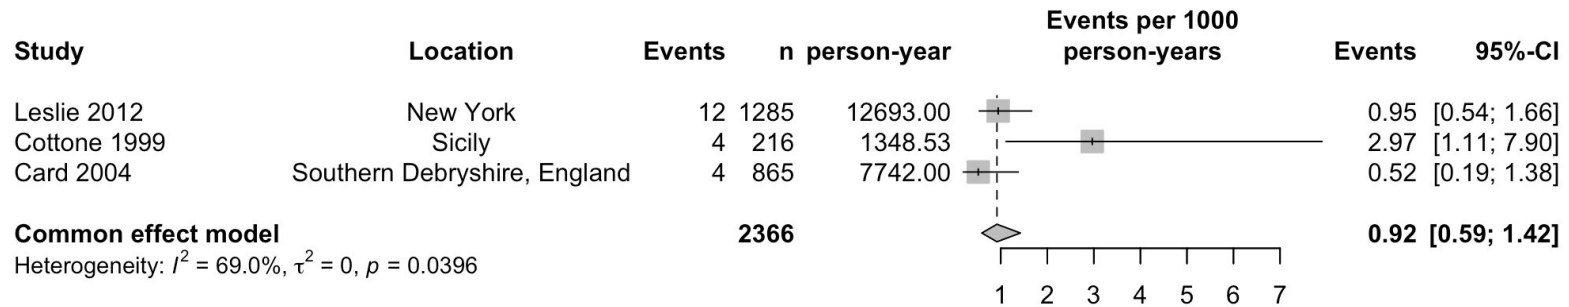 Events per 1000
Study Location Events n person-year person-years Events 95%-CI
Leslie 2012 New York 12 1285 12693.00 0.95 [0.54; 1.66]
Cottone 1999 Sicily 4 216 1348.53 2.97 [1.11; 7.90]
Card 2004 Southern Debryshire, England 4 865 7742.00 0.52 [0.19; 1.38]
Common effect model 2366 0.92 [0.59; 1.42]
Heterogeneity: I² = 69.0%, τ² = 0, p = 0.0396
1 2 3 4 5 6 7